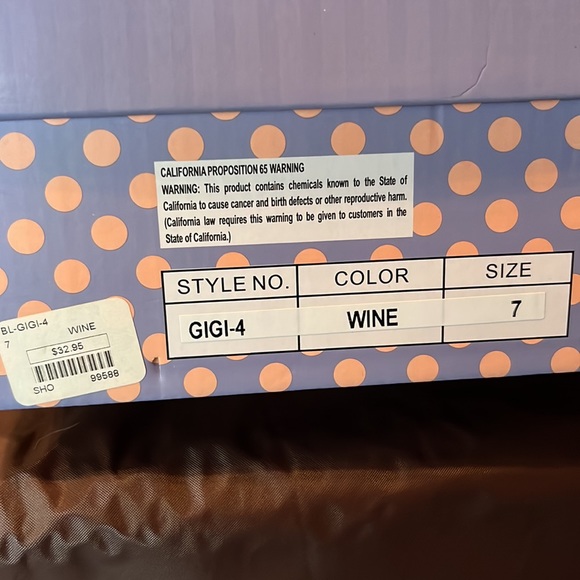 CALIFORNIA PROPOSITION 65 WARNING
WARNING: This product contains chemicals known to the State of
California to cause cancer and birth defects or other reproductive harm.
(California law requires this warning to be given to customers in the
State of California.)
STYLE NO. COLOR SIZE
GIGI-4 WINE 7
BL-GIGI-4 WINE
7
$32.95
SHO 99588